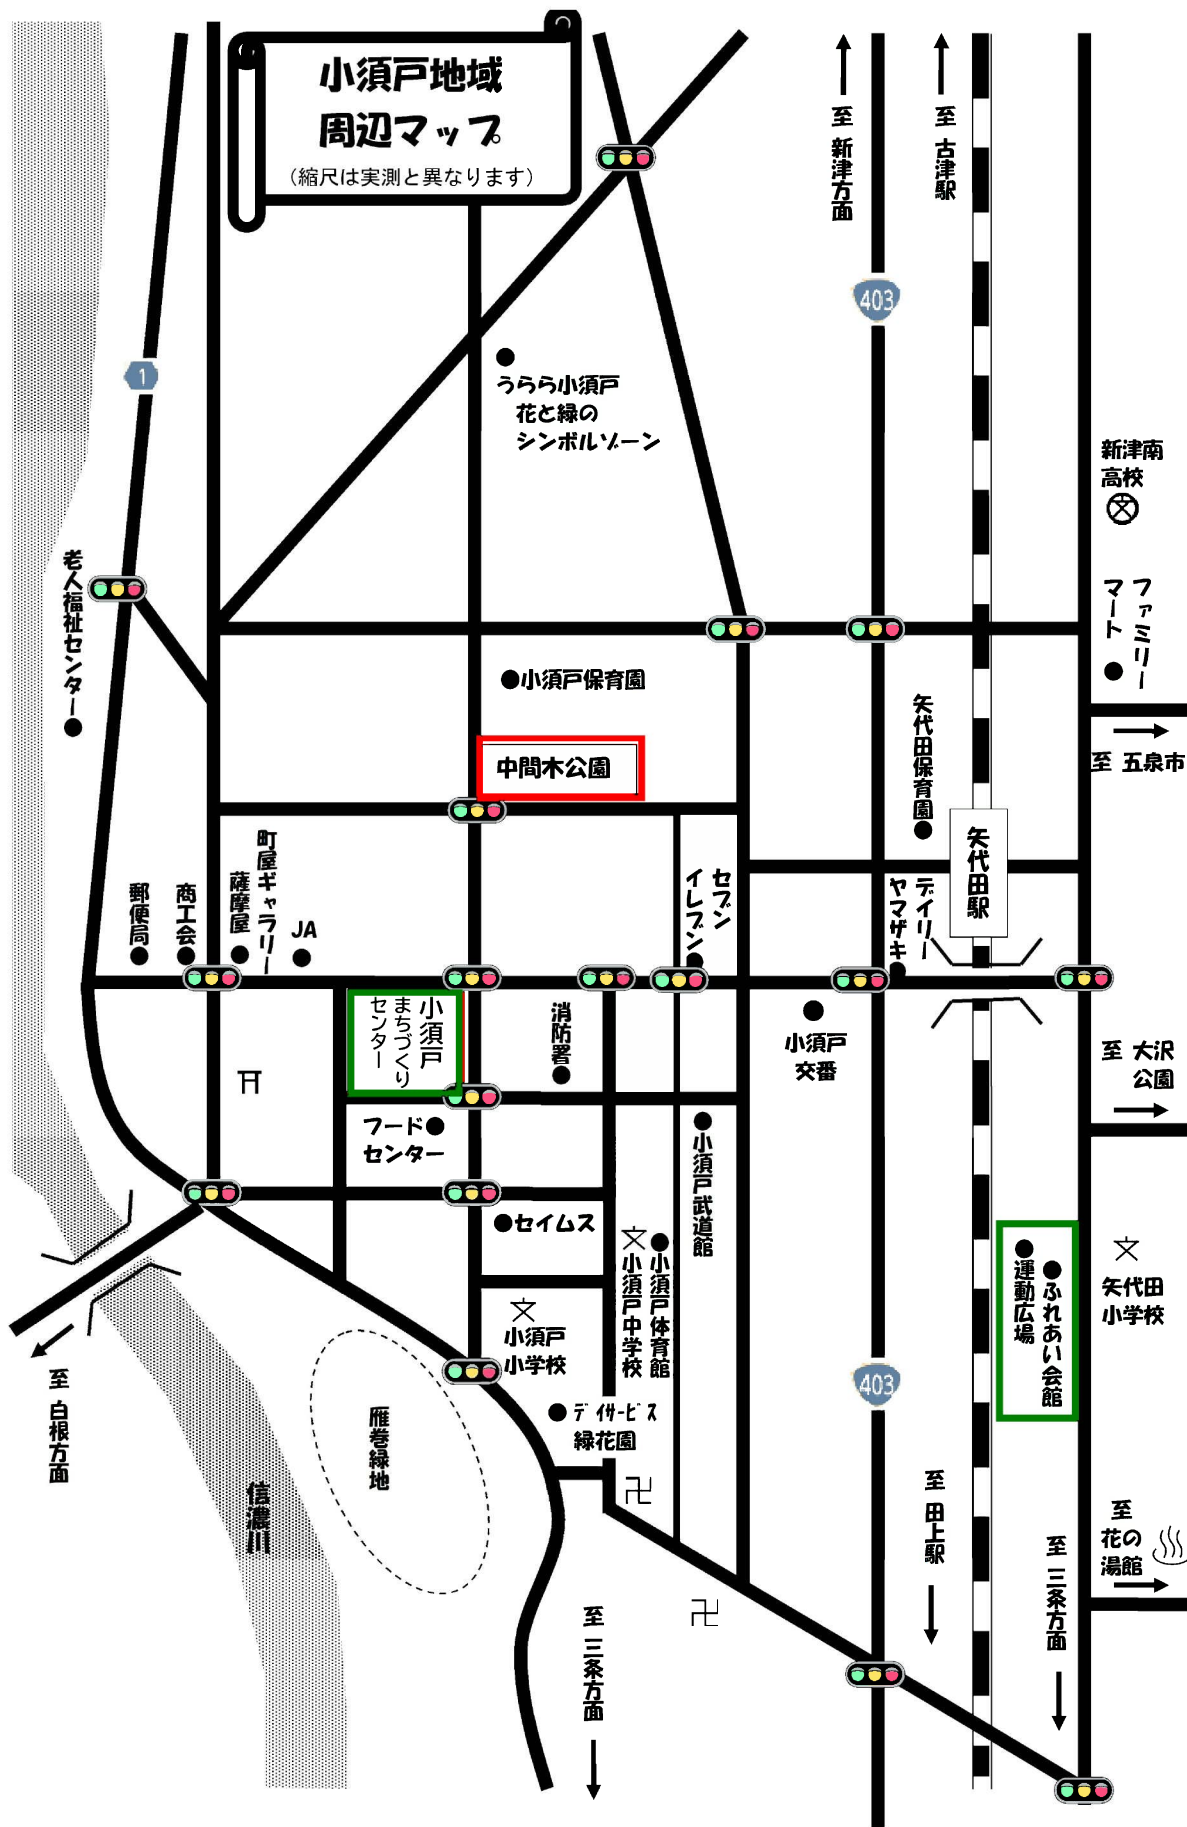 小須戸地域
周辺マップ
(縮尺は実測と異なります)
至 新津方面
至 古津駅
403
1
うらら小須戸
花と緑の
シンボルゾーン
新津南
高校
老人福祉センター
ファミリー
マート
小須戸保育園
矢代田保育園
至 五泉市
中間木公園
郵便局
商工会
町屋ギャラリー
薩摩屋
JA
セブン
イレブン
デイリー
ヤマザキ
矢代田駅
小須戸
まちづくり
センター
消防署
小須戸
交番
至 大沢
公園
フード
センター
小須戸武道館
セイムス
文
小須戸中学校
小須戸体育館
文
小須戸
小学校
運動広場
ふれあい会館
文
矢代田
小学校
至 白根方面
雁巻緑地
デイサービス
緑花園
403
信濃川
卍
至 田上駅
至
花の
湯館
至 三条方面
卍
至 三条方面